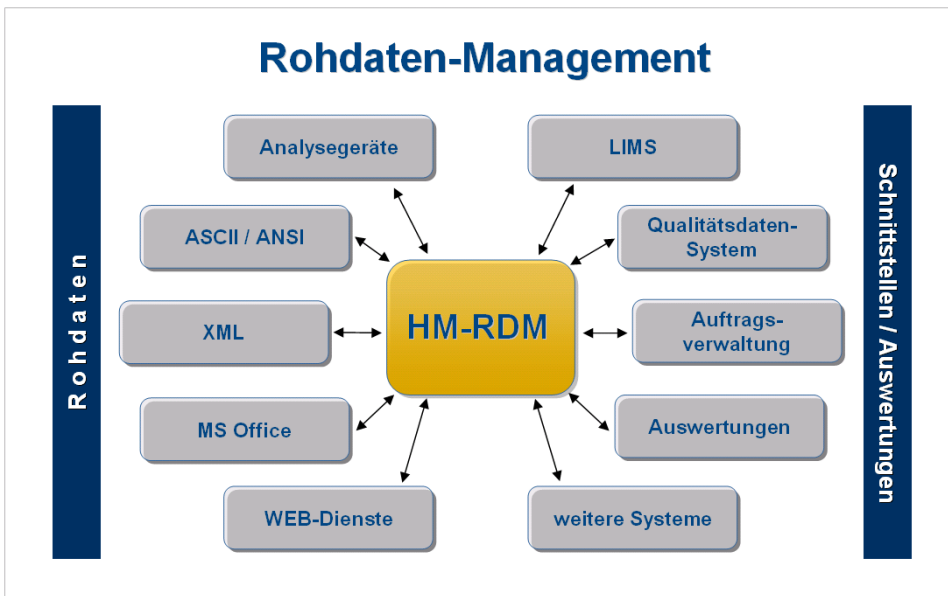 Rohdaten-Management
Rohdaten
Analysegeräte
ASCII / ANSI
XML
MS Office
WEB-Dienste
HM-RDM
LIMS
Qualitätsdaten-
System
Auftrags-
verwaltung
Auswertungen
weitere Systeme
Schnittstellen / Auswertungen